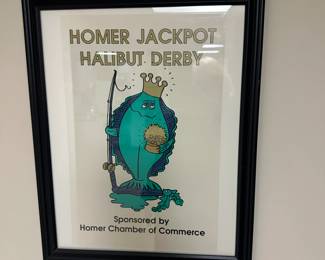 HOMER JACKPOT
HALIBUT DERBY
Sponsored by
Homer Chamber of Commerce